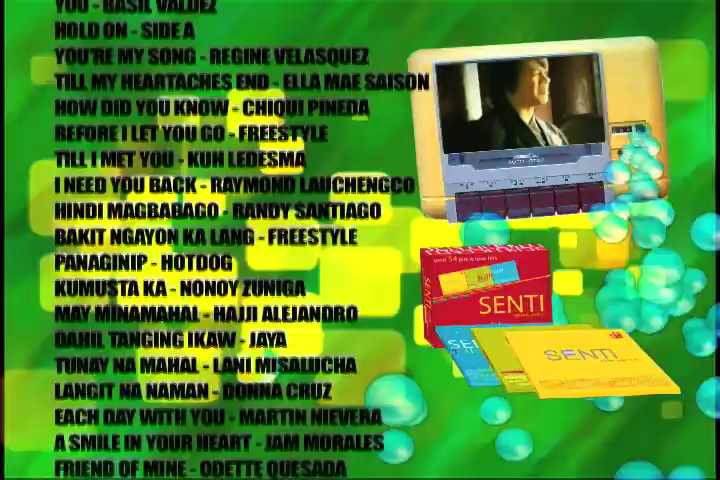 YOU - BASIL VALDEZ
HOLD ON - SIDE A
YOU'RE MY SONG - REGINE VELASQUEZ
TILL MY HEARTACHES END - ELLA MAE SAISON
HOW DID YOU KNOW - CHIQUI PINEDA
BEFORE I LET YOU GO - FREESTYLE
TILL I MET YOU - KUH LEDESMA
I NEED YOU BACK - RAYMOND LAUCHENGCO
HINDI MAGBABAGO - RANDY SANTIAGO
BAKIT NGAYON KA LANG - FREESTYLE
PANAGINIP - HOTDOG
KUMUSTA KA - NONOY ZUNIGA
MAY MINAMAHAL - HAJJI ALEJANDRO
DAHIL TANGING IKAW - JAYA
TUNAY NA MAHAL - LANI MISALUCHA
LANGIT NA NAMAN - DONNA CRUZ
EACH DAY WITH YOU - MARTIN NIEVERA
A SMILE IN YOUR HEART - JAM MORALES
FRIEND OF MINE - ODETTE QUESADA
SENTI
SENTI
SENTI